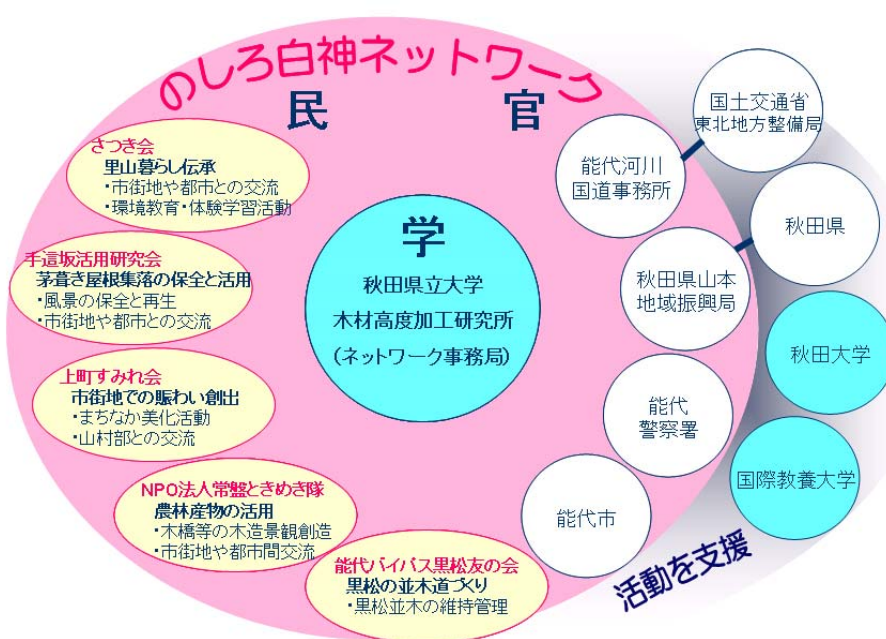 のしろ白神ネットワーク
民
官
学
秋田県立大学
木材高度加工研究所
(ネットワーク事務局)
さつき会
里山暮らし伝承
・市街地や都市との交流
・環境教育・体験学習活動
手這坂活用研究会
茅葺き屋根集落の保全と活用
・風景の保全と再生
・市街地や都市との交流
上町すみれ会
市街地での賑わい創出
・まちなか美化活動
・山村部との交流
NPO法人常盤ときめき隊
農林産物の活用
・木橋等の木造景観創造
・市街地や都市間交流
能代バイパス黒松友の会
黒松の並木道づくり
・黒松並木の維持管理
能代河川
国道事務所
秋田県山本
地域振興局
能代
警察署
能代市
国土交通省
東北地方整備局
秋田県
秋田大学
国際教養大学
活動を支援